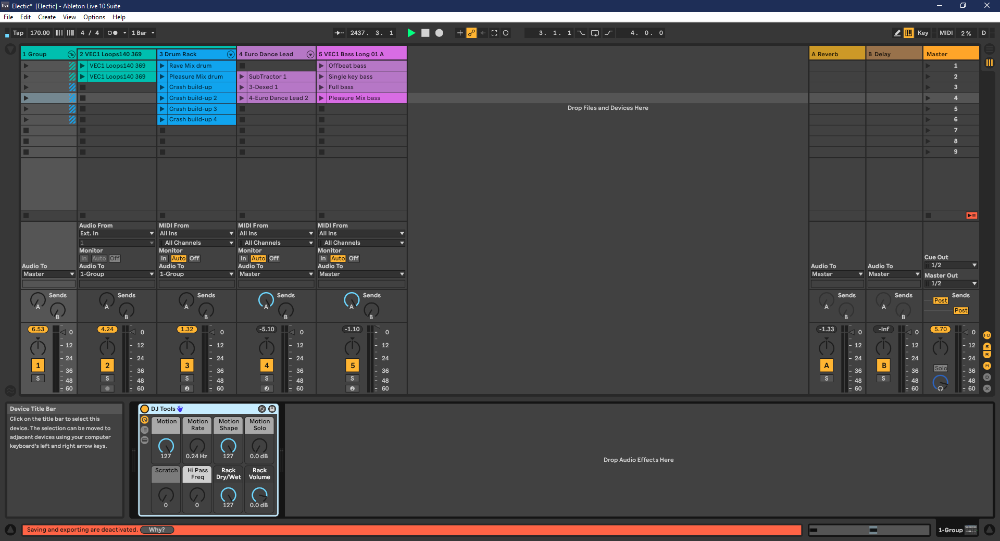 Live Electic* [Electic] - Ableton Live 10 Suite
File Edit Create View Options Help
Tap 170.00 4 / 4 1 Bar 2437. 3. 1 3. 1. 1 4. 0. 0 Key MIDI 2 % D
1 Group 2 VEC1 Loops140 369 3 Drum Rack 4 Euro Dance Lead 5 VEC1 Bass Long 01 A A Reverb B Delay Master
VEC1 Loops140 369 Rave Mix drum Offbeat bass 1
VEC1 Loops140 369 Pleasure Mix drum SubTractor 1 Single key bass 2
Crash build-up 3-Dexed 1 Full bass 3
Crash build-up 2 4-Euro Dance Lead 2 Pleasure Mix bass 4
Crash build-up 3 Drop Files and Devices Here 5
Crash build-up 4 6
7
8
9
Audio From MIDI From MIDI From MIDI From
Ext. In All Ins All Ins All Ins
1 All Channels All Channels All Channels
Monitor Monitor Monitor Monitor Cue Out
In Auto Off In Auto Off In Auto Off In Auto Off 1/2
Audio To Audio To Audio To Audio To Audio To Audio To Audio To Master Out
Master 1-Group 1-Group Master Master Master Master 1/2
Sends Sends Sends Sends Sends Sends Sends Sends
A A A A A A A Post
B B B B B B B Post
6.53 0 4.24 0 1.32 0 -5.10 0 -1.10 0 -1.33 0 -Inf 0 5.70 0 I-O
12 12 12 12 12 12 12 12 S
24 24 24 24 24 24 24 24 R
1 2 3 4 5 A B M
36 36 36 36 36 36 36 Solo 36
S S S S S S S D
48 48 48 48 48 48 48 48
60 60 60 60 60 60 60 60 X
Device Title Bar
Click on the title bar to select this
device. The selection can be moved to
adjacent devices using your computer
keyboard's left and right arrow keys.
DJ Tools
Motion Motion Rate Motion Shape Motion Solo
127 0.24 Hz 127 0.0 dB
Scratch Hi Pass Freq Rack Dry/Wet Rack Volume
0 0 127 0.0 dB
Drop Audio Effects Here
Saving and exporting are deactivated. Why? 1-Group